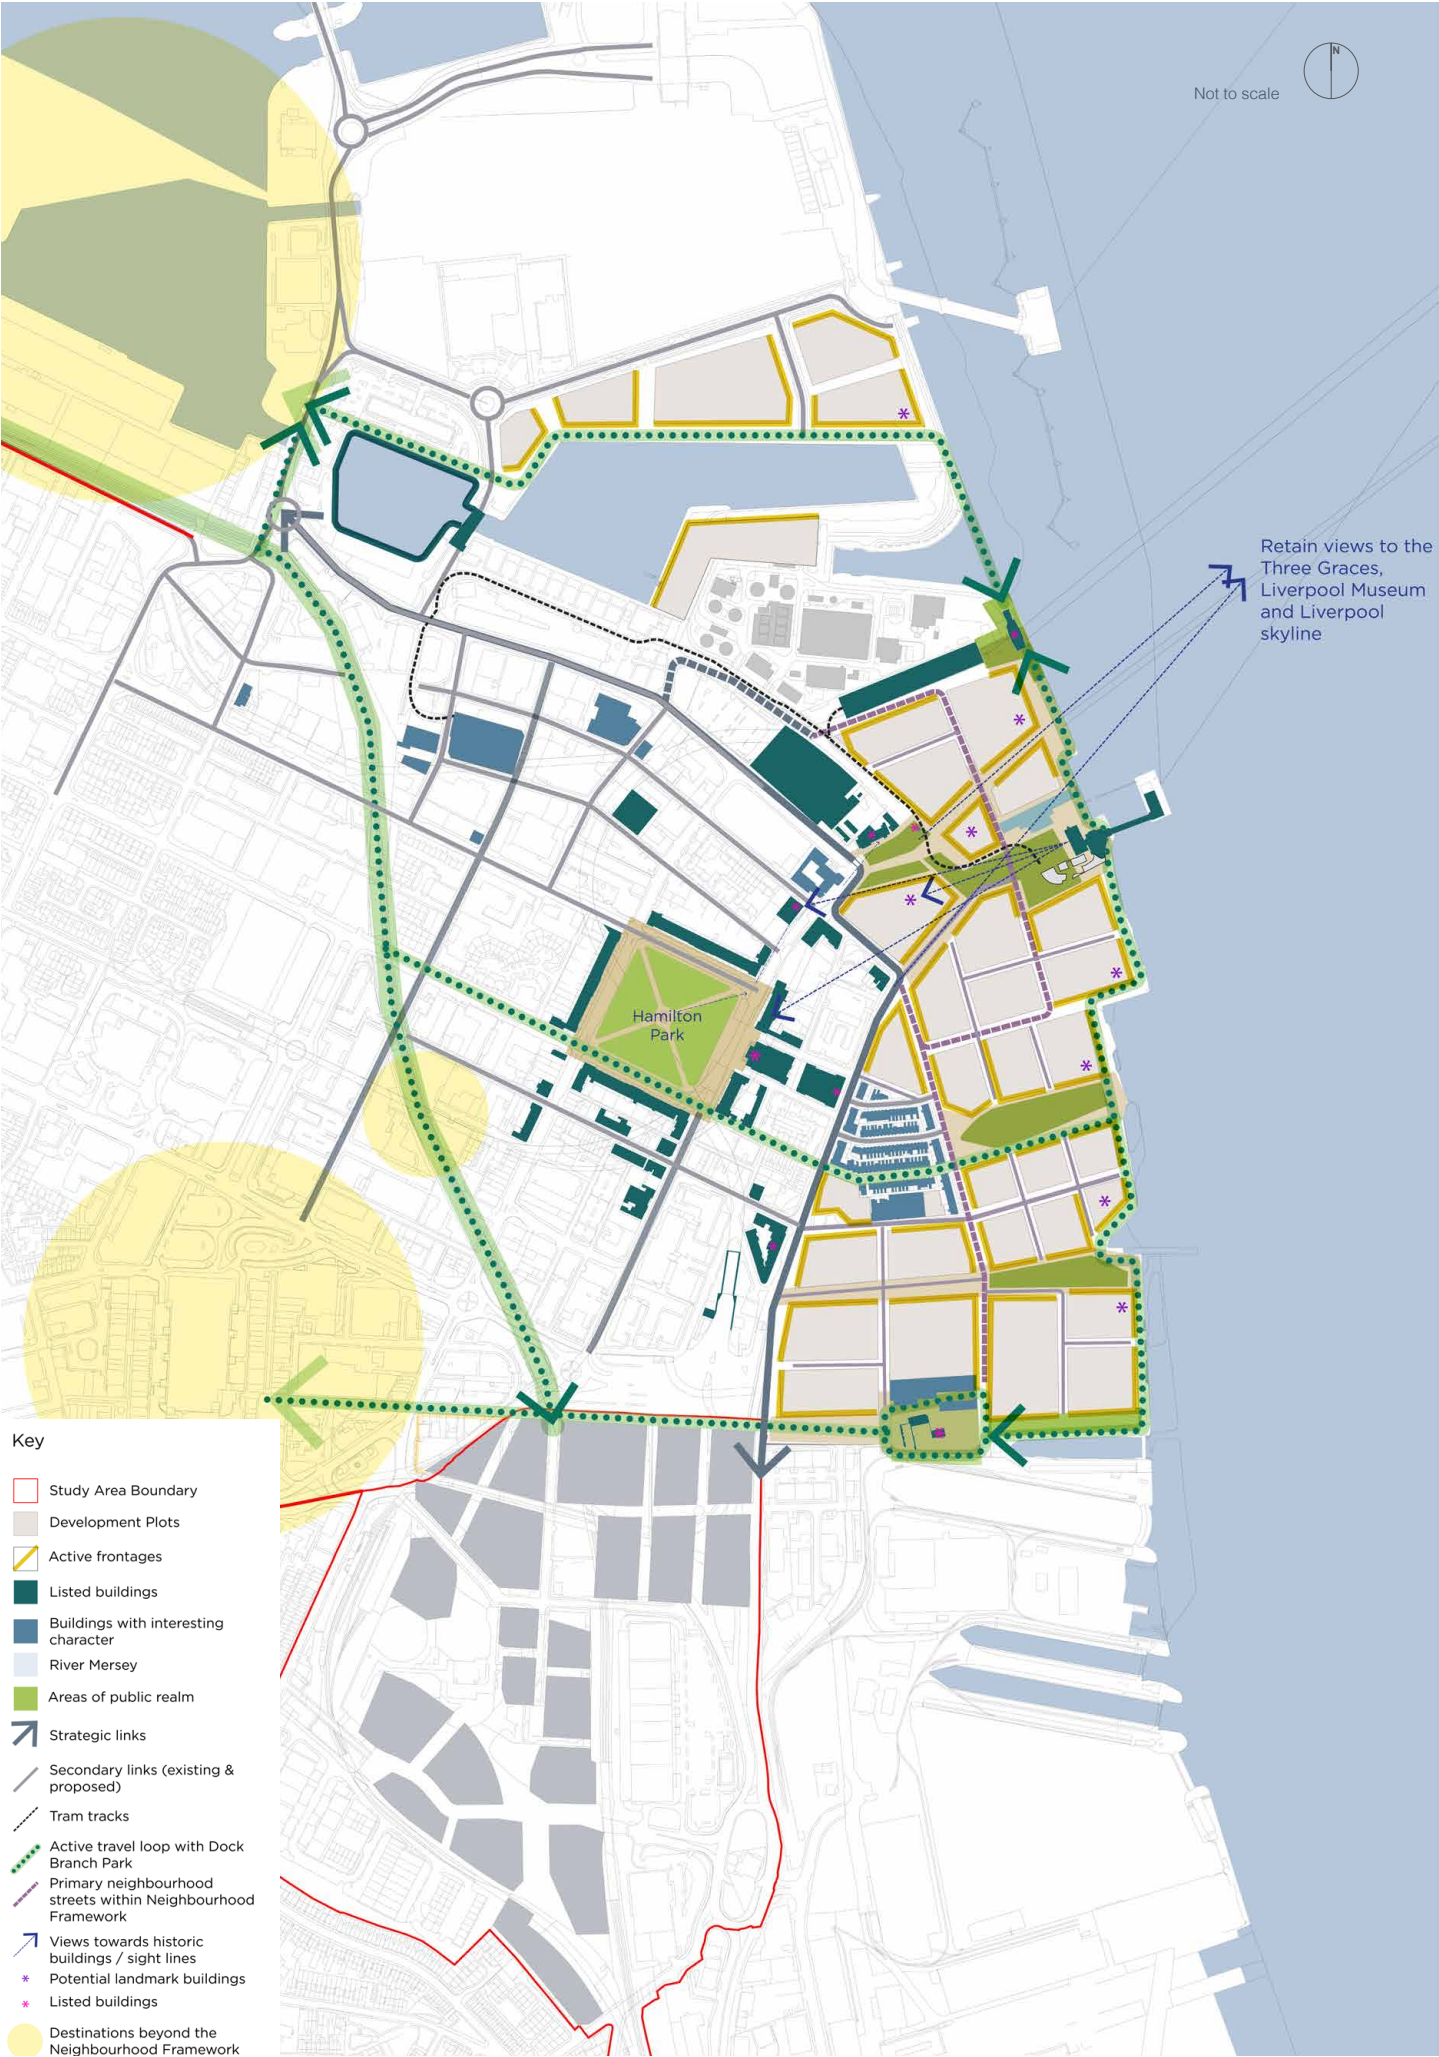 N
Not to scale
Retain views to the
Three Graces,
Liverpool Museum
and Liverpool
skyline
Hamilton
Park
Key
Study Area Boundary
Development Plots
Active frontages
Listed buildings
Buildings with interesting
character
River Mersey
Areas of public realm
Strategic links
Secondary links (existing &
proposed)
Tram tracks
Active travel loop with Dock
Branch Park
Primary neighbourhood
streets within Neighbourhood
Framework
Views towards historic
buildings / sight lines
* Potential landmark buildings
* Listed buildings
Destinations beyond the
Neighbourhood Framework